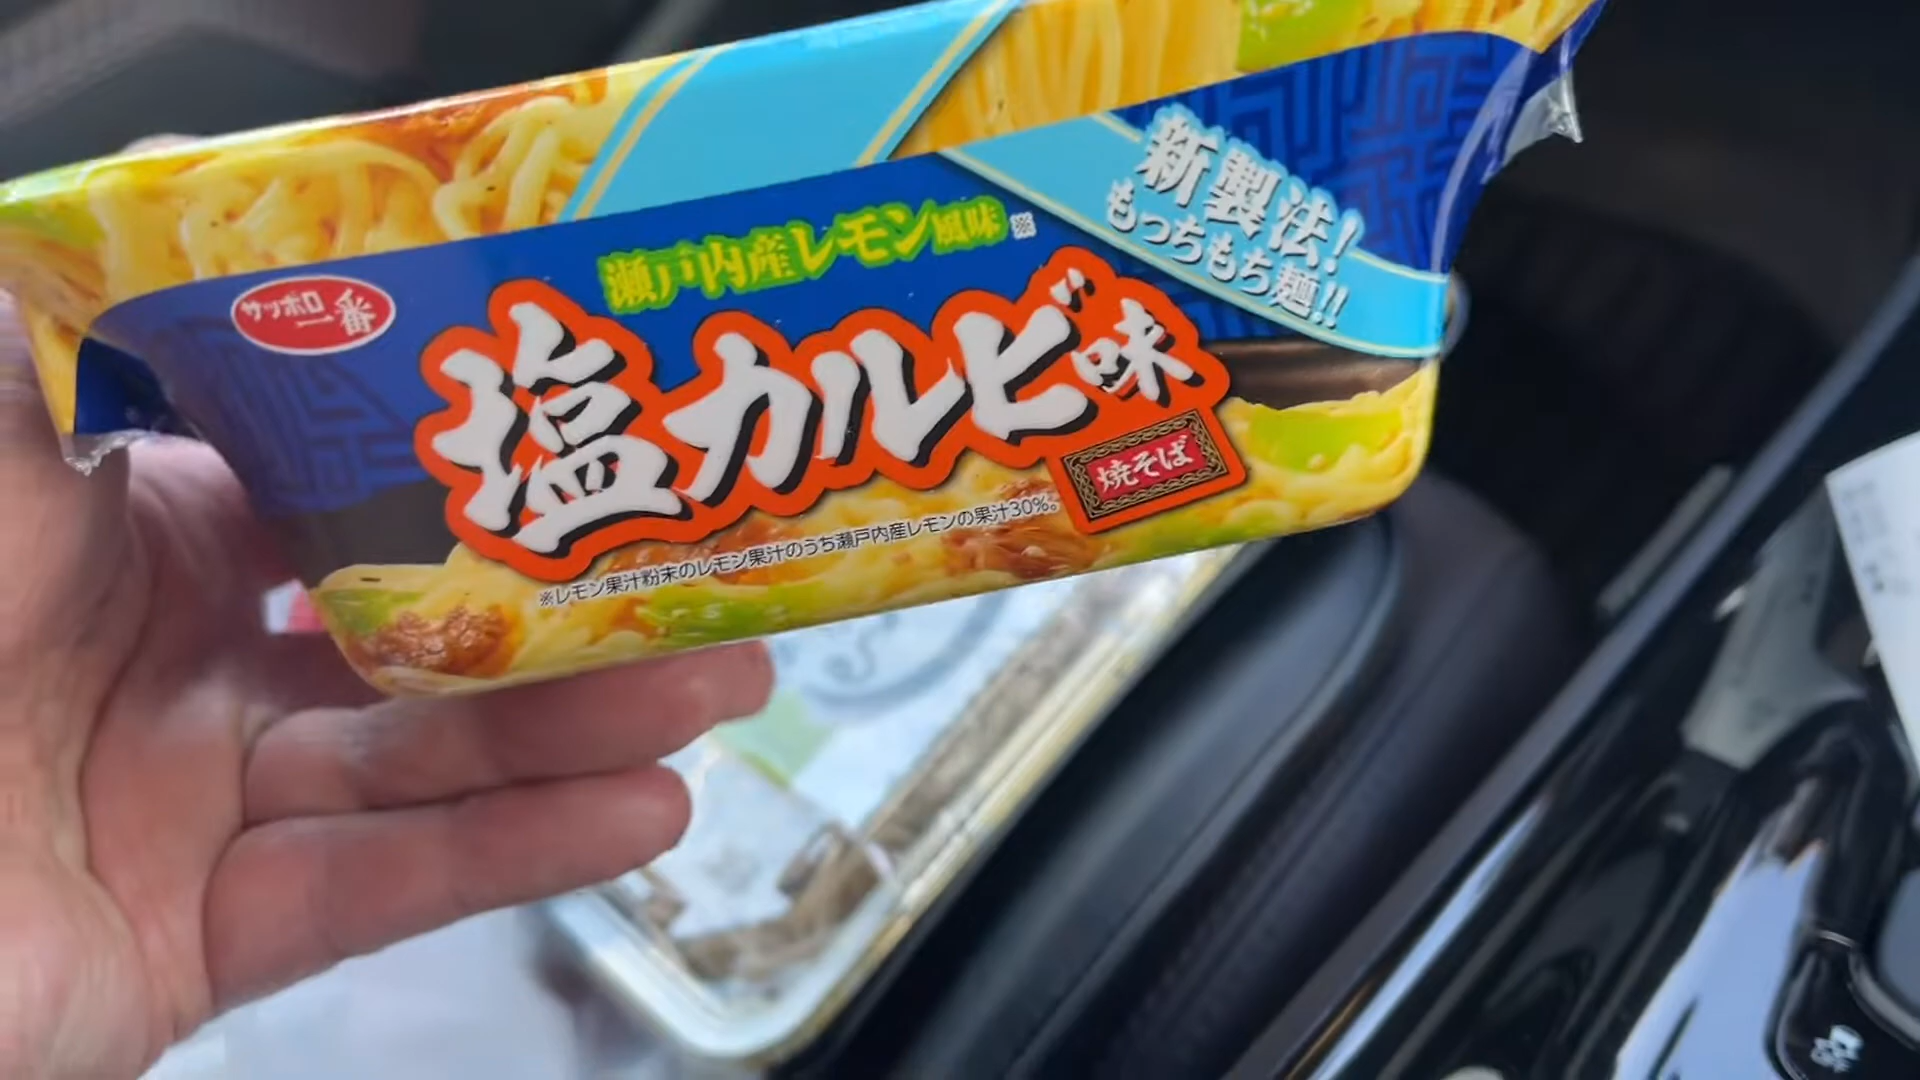 サッポロ一番
瀬戸内産レモン風味※
塩カルビ味
焼そば
新製法!
もっちもち麺!!
※レモン果汁粉末のレモン果汁のうち瀬戸内産レモンの果汁30%。